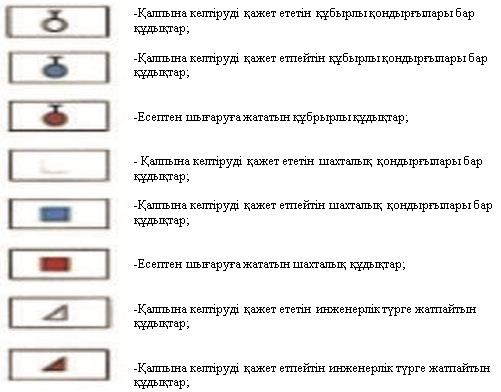 -Қалпына келтіруді қажет ететін құбырлы қондырғылары бар
құдықтар;
-Қалпына келтіруді қажет етпейтін құбырлы қондырғылары бар
құдықтар;
-Есептен шығаруға жататын құбрырлы құдықтар;
- Қалпына келтіруді қажет ететін шахталық қондырғылары бар
құдықтар;
-Қалпына келтіруді қажет етпейтін шахталық қондырғылары бар
құдықтар;
-Есептен шығаруға жататын шахталық құдықтар;
-Қалпына келтіруді қажет ететін инженерлік түрге жатпайтын
құдықтар;
-Қалпына келтіруді қажет етпейтін инженерлік түрге жатпайтын
құдықтар;